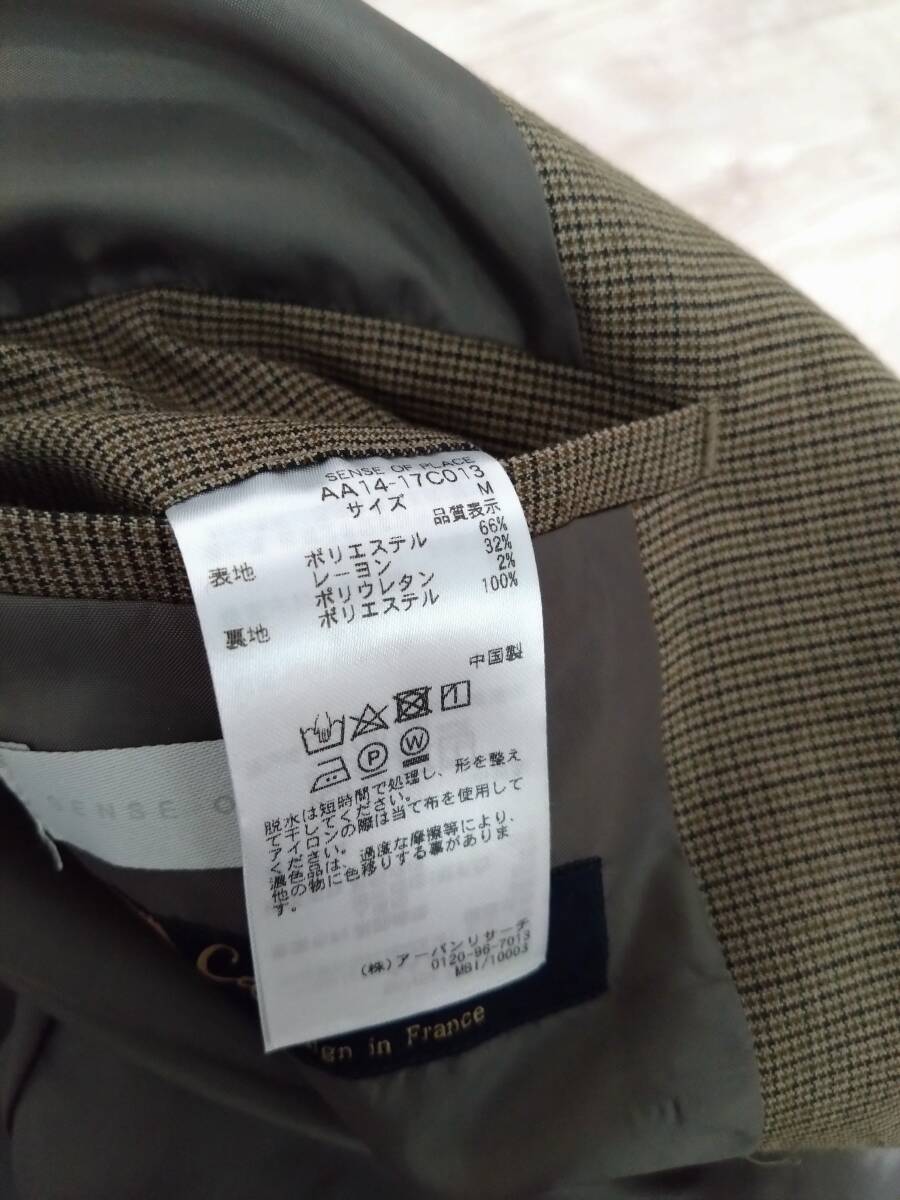 SENSE OF PLACE
AA14-17C013
サイズ M
品質表示
表地 ポリエステル 66%
レーヨン 32%
ポリウレタン 2%
裏地 ポリエステル 100%
中国製
P W
脱水は短時間で処理し、形を整え
て干してください。
アイロンの際は当て布を使用して
ください。
濃色品は、過度な摩擦等により、
他の物に色移りする事がありま
す。
(株)アーバンリサーチ
0120-96-7013
MBI/10003
SENSE O
in France